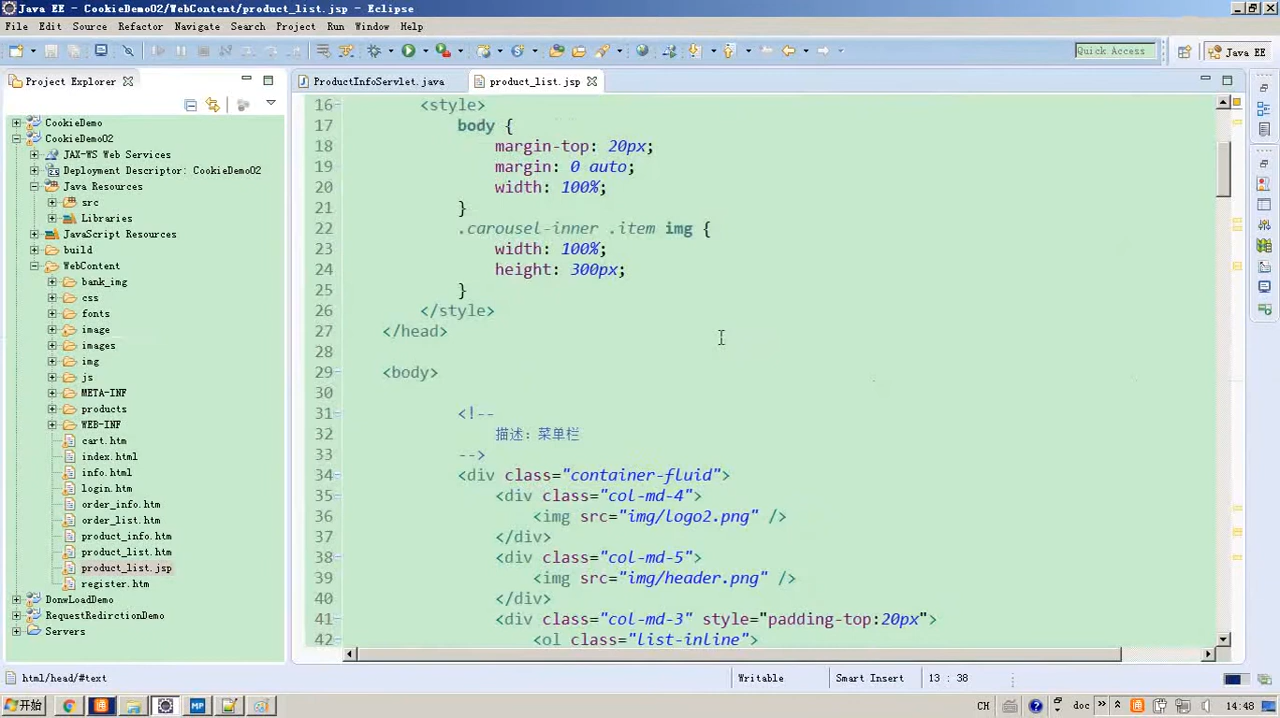 Java EE - CookieDemo02/WebContent/product_list.jsp - Eclipse
File Edit Source Refactor Navigate Search Project Run Window Help
Quick Access
Java EE
Project Explorer
CookieDemo
CookieDemo02
JAX-WS Web Services
Deployment Descriptor: CookieDemo02
Java Resources
src
Libraries
JavaScript Resources
build
WebContent
bank_img
css
fonts
image
images
img
js
META-INF
products
WEB-INF
cart.htm
index.html
info.html
login.htm
order_info.htm
order_list.htm
product_info.htm
product_list.htm
product_list.jsp
register.htm
DonwLoadDemo
RequestRedirctionDemo
Servers
ProductInfoServlet.java
product_list.jsp
16 <style>
17 body {
18 margin-top: 20px;
19 margin: 0 auto;
20 width: 100%;
21 }
22 .carousel-inner .item img {
23 width: 100%;
24 height: 300px;
25 }
26 </style>
27 </head>
28
29 <body>
30
31 <!--
32 描述：菜单栏
33 -->
34 <div class="container-fluid">
35 <div class="col-md-4">
36 <img src="img/logo2.png" />
37 </div>
38 <div class="col-md-5">
39 <img src="img/header.png" />
40 </div>
41 <div class="col-md-3" style="padding-top:20px">
42 <ol class="list-inline">
html/head/#text
Writable
Smart Insert
13 : 38
开始
MP
CH
doc
14:48